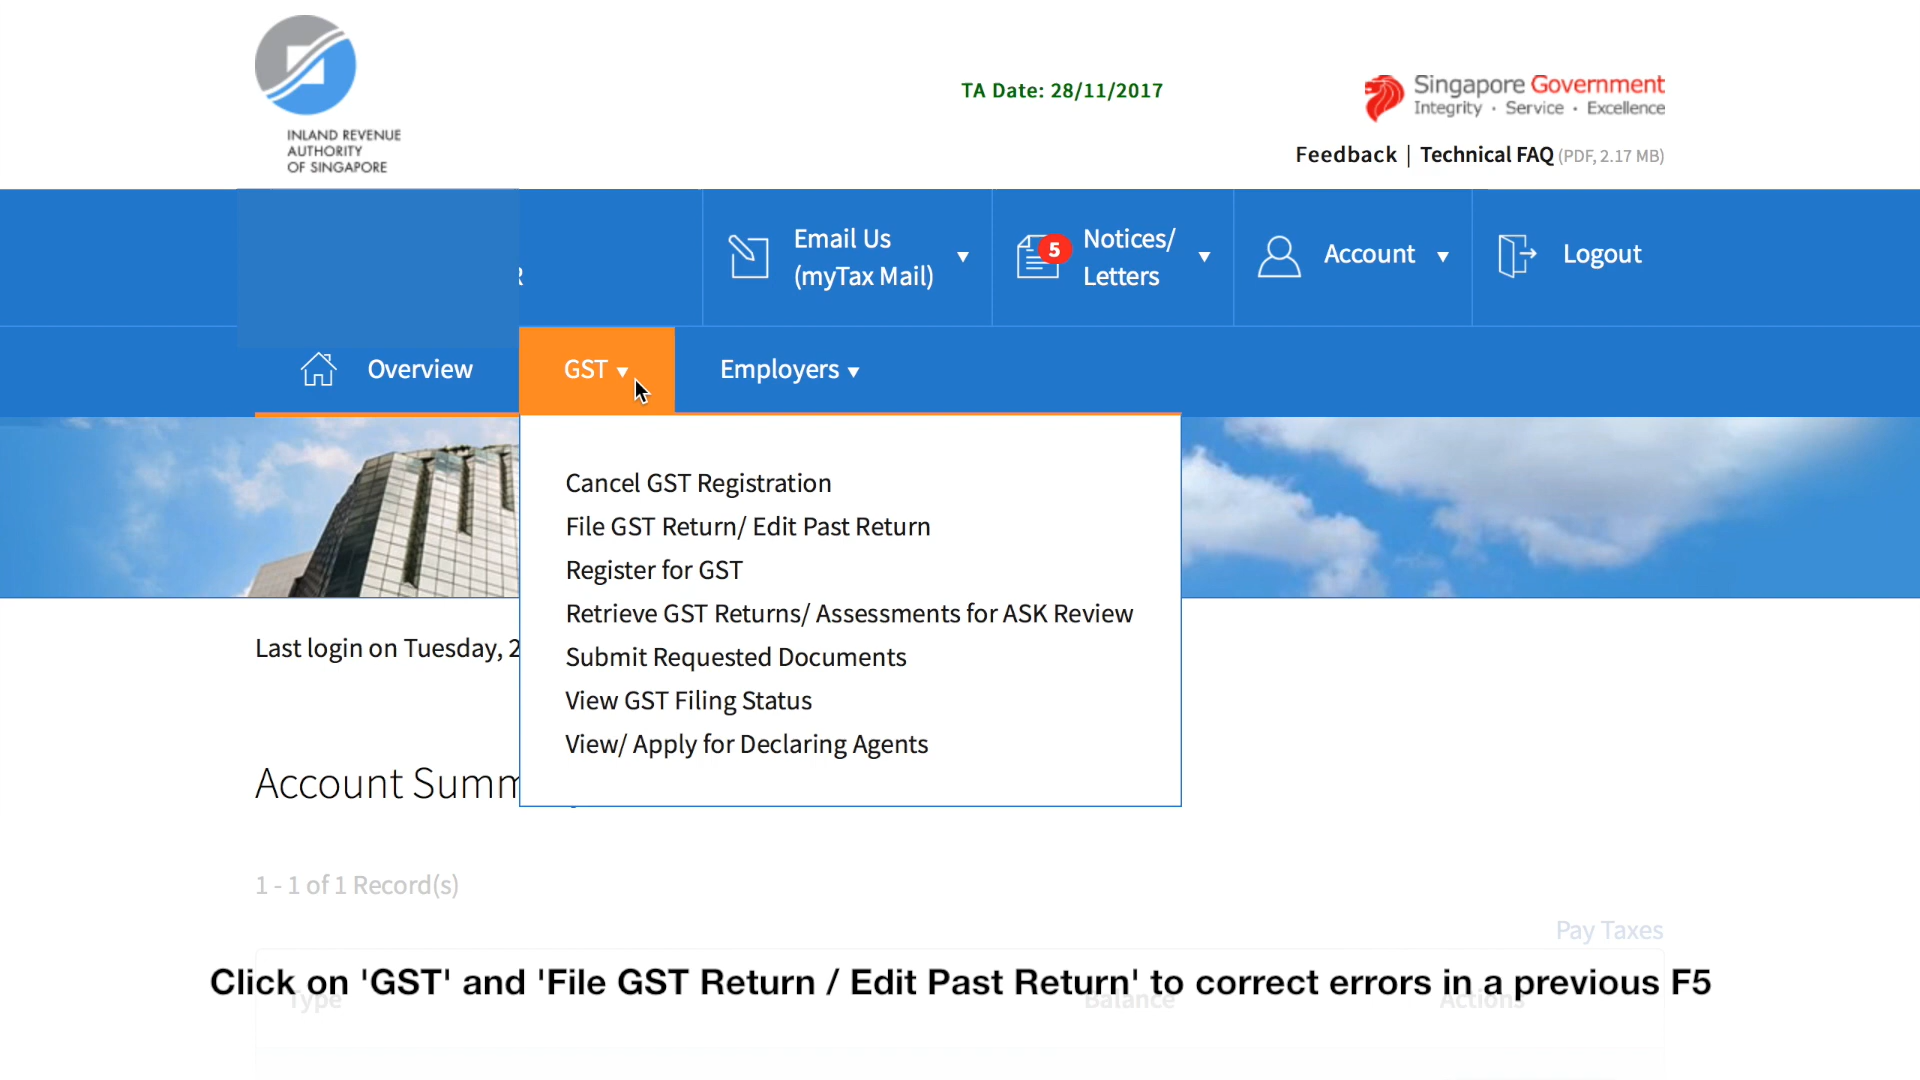 INLAND REVENUE
AUTHORITY
OF SINGAPORE
TA Date: 28/11/2017
Singapore Government
Integrity · Service · Excellence
Feedback | Technical FAQ (PDF, 2.17 MB)
Email Us
(myTax Mail) ▼
5
Notices/
Letters ▼
Account ▼
Logout
Overview
GST ▼
Employers ▼
Cancel GST Registration
File GST Return/ Edit Past Return
Register for GST
Retrieve GST Returns/ Assessments for ASK Review
Submit Requested Documents
View GST Filing Status
View/ Apply for Declaring Agents
Last login on Tuesday, 2
Account Summ
1 - 1 of 1 Record(s)
Pay Taxes
Click on 'GST' and 'File GST Return / Edit Past Return' to correct errors in a previous F5
Type Balance Actions